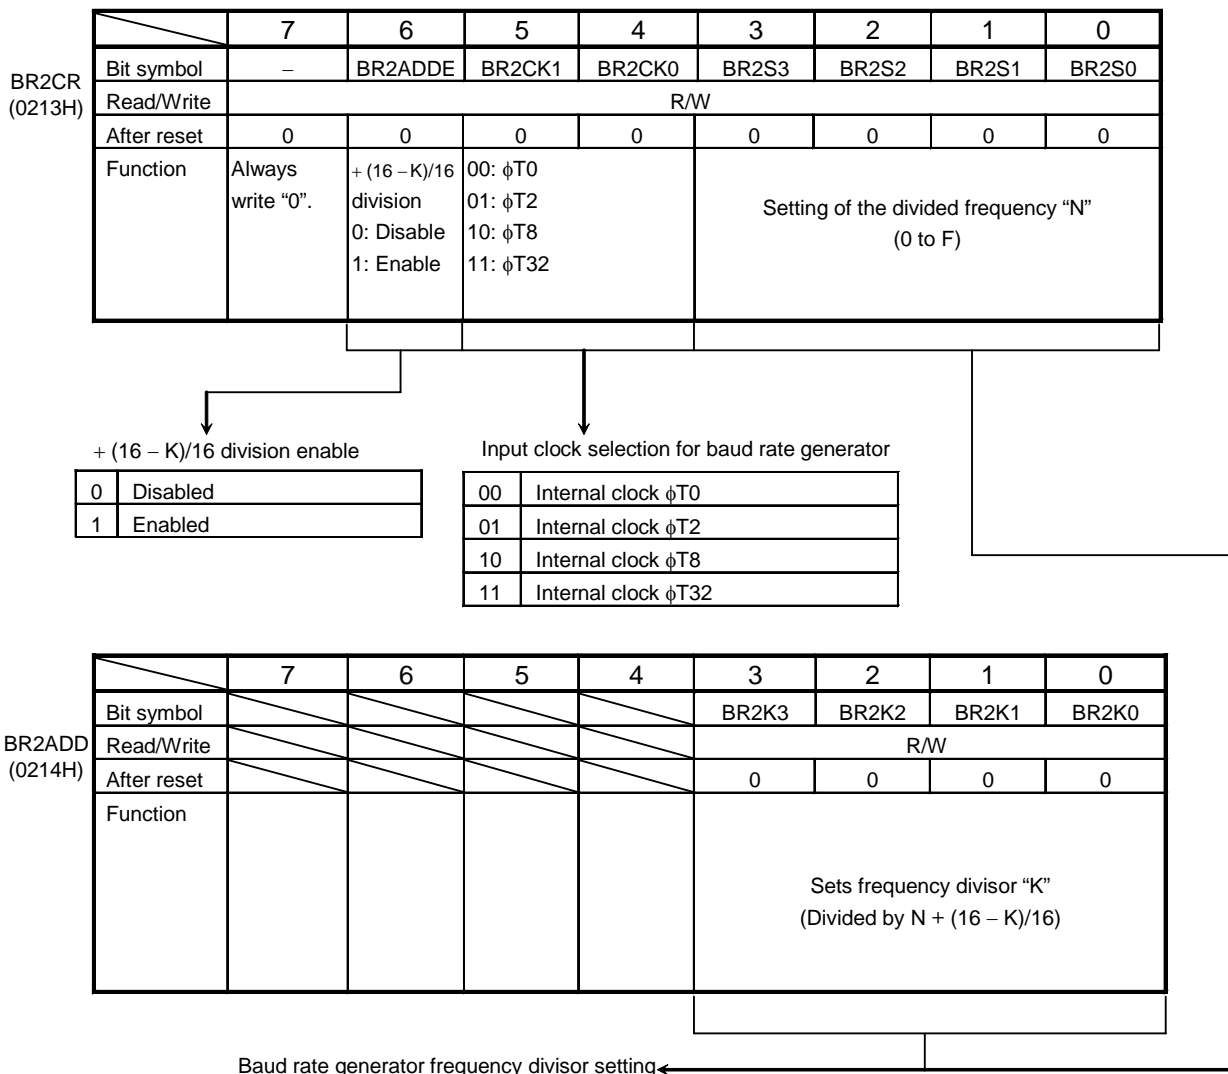 7 6 5 4 3 2 1 0
BR2CR
(0213H)
Bit symbol – BR2ADDE BR2CK1 BR2CK0 BR2S3 BR2S2 BR2S1 BR2S0
Read/Write R/W
After reset 0 0 0 0 0 0 0 0
Function
Always
write “0”.
+ (16 – K)/16
division
0: Disable
1: Enable
00: ϕT0
01: ϕT2
10: ϕT8
11: ϕT32
Setting of the divided frequency “N”
(0 to F)
+ (16 – K)/16 division enable
0 Disabled
1 Enabled
Input clock selection for baud rate generator
00 Internal clock ϕT0
01 Internal clock ϕT2
10 Internal clock ϕT8
11 Internal clock ϕT32
7 6 5 4 3 2 1 0
BR2ADD
(0214H)
Bit symbol BR2K3 BR2K2 BR2K1 BR2K0
Read/Write R/W
After reset 0 0 0 0
Function
Sets frequency divisor “K”
(Divided by N + (16 – K)/16)
Baud rate generator frequency divisor setting